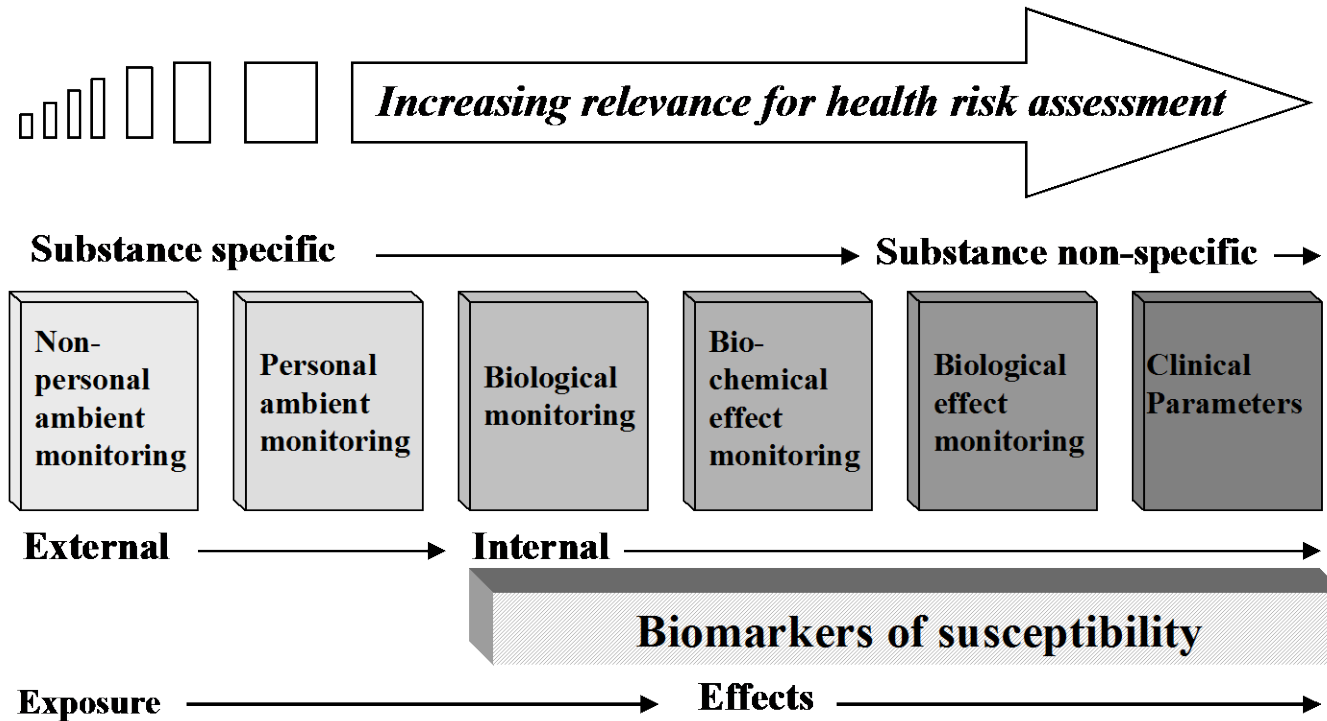 Increasing relevance for health risk assessment
Substance specific
Substance non-specific
Non-
personal
ambient
monitoring
Personal
ambient
monitoring
Biological
monitoring
Bio-
chemical
effect
monitoring
Biological
effect
monitoring
Clinical
Parameters
External
Internal
Biomarkers of susceptibility
Exposure
Effects